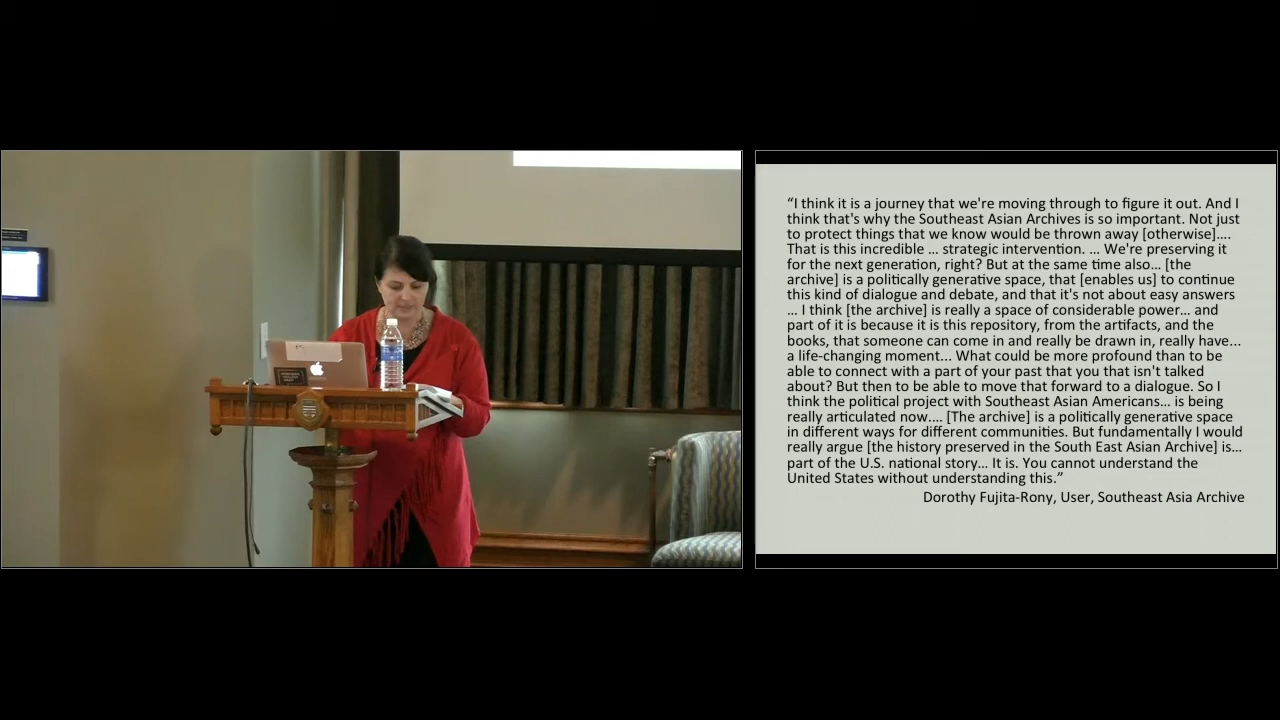 “I think it is a journey that we're moving through to figure it out. And I
think that's why the Southeast Asian Archives is so important. Not just
to protect things that we know would be thrown away [otherwise]....
That is this incredible … strategic intervention. … We're preserving it
for the next generation, right? But at the same time also… [the
archive] is a politically generative space, that [enables us] to continue
this kind of dialogue and debate, and that it's not about easy answers
… I think [the archive] is really a space of considerable power… and
part of it is because it is this repository, from the artifacts, and the
books, that someone can come in and really be drawn in, really have…
a life-changing moment… What could be more profound than to be
able to connect with a part of your past that you that isn't talked
about? But then to be able to move that forward to a dialogue. So I
think the political project with Southeast Asian Americans… is being
really articulated now.... [The archive] is a politically generative space
in different ways for different communities. But fundamentally I would
really argue [the history preserved in the South East Asian Archive] is…
part of the U.S. national story… It is. You cannot understand the
United States without understanding this.”
Dorothy Fujita-Rony, User, Southeast Asia Archive